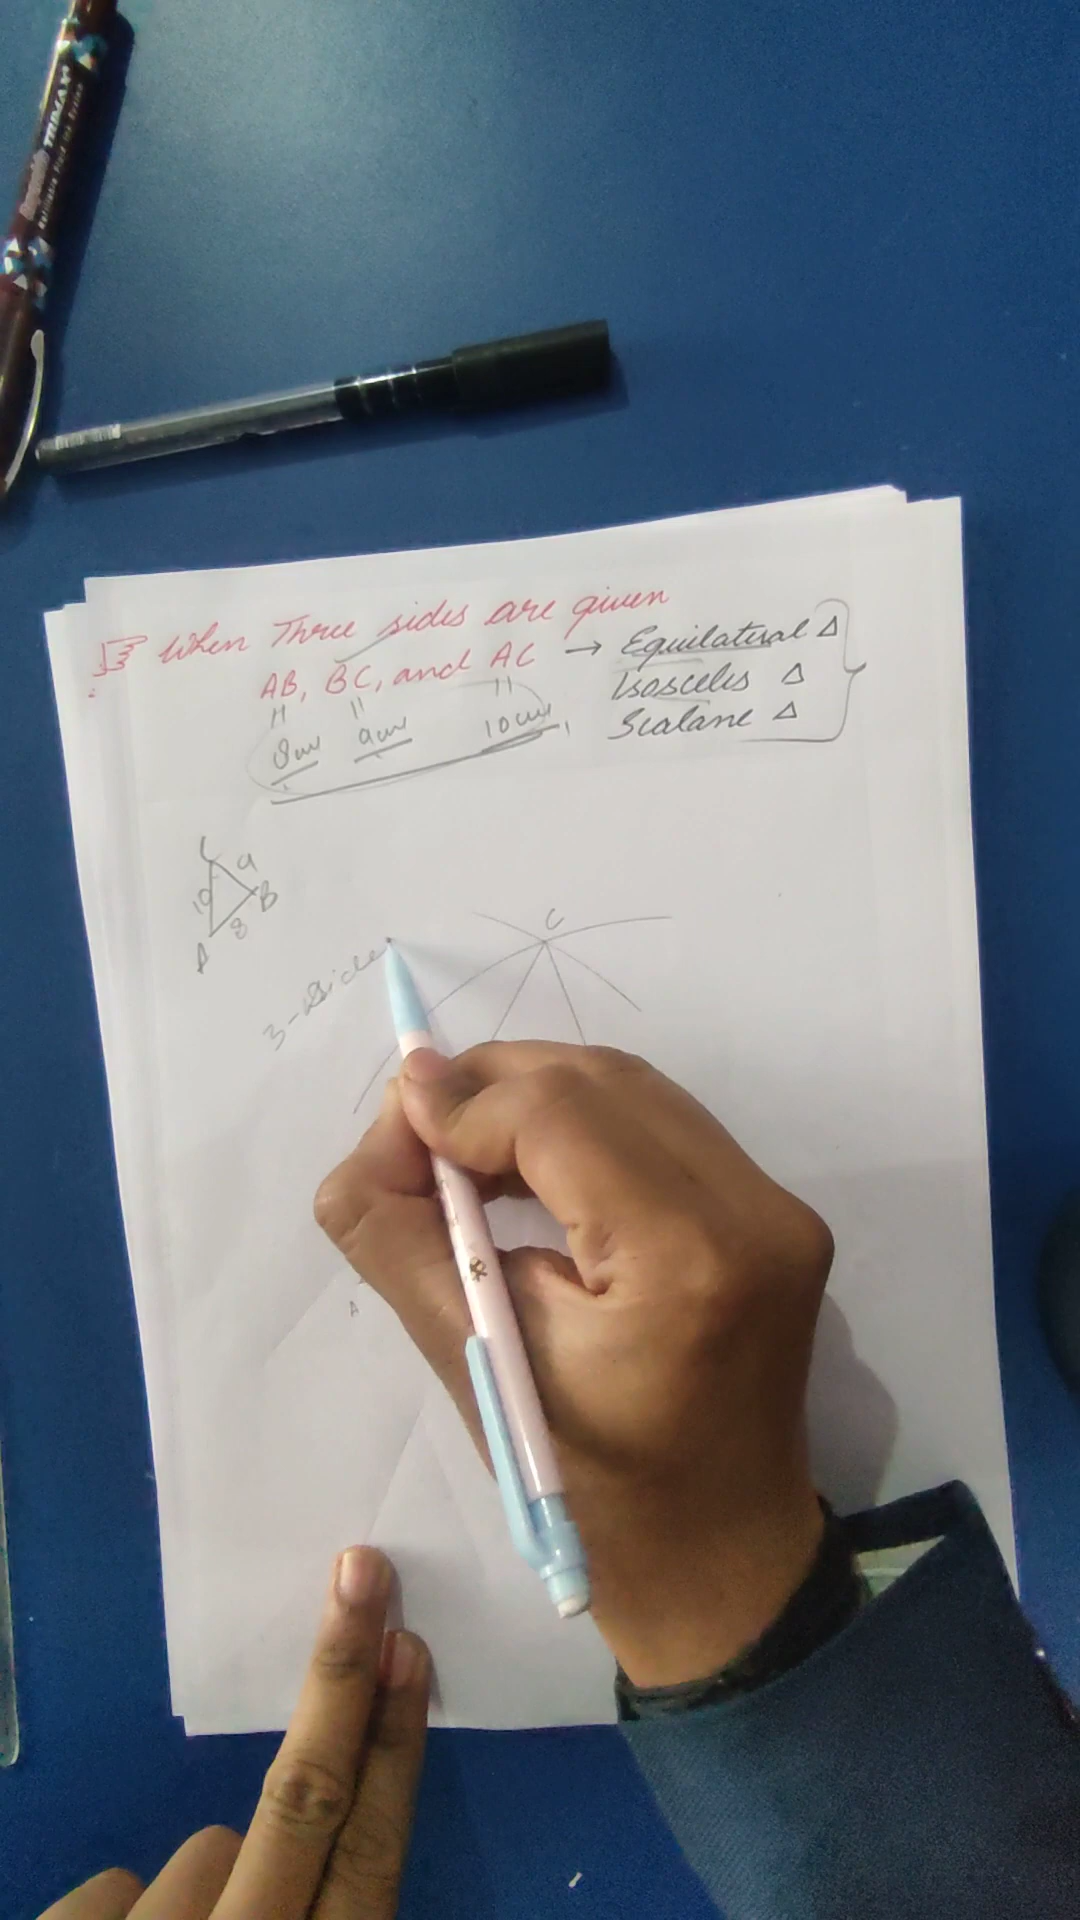 When Three sides are given
AB, BC, and AC → Equilateral Δ
Isosceles Δ
Scalane Δ
8cm 9cm 10cm
C
9
10
B
8
A
C
3-Side
A
TRIMAX